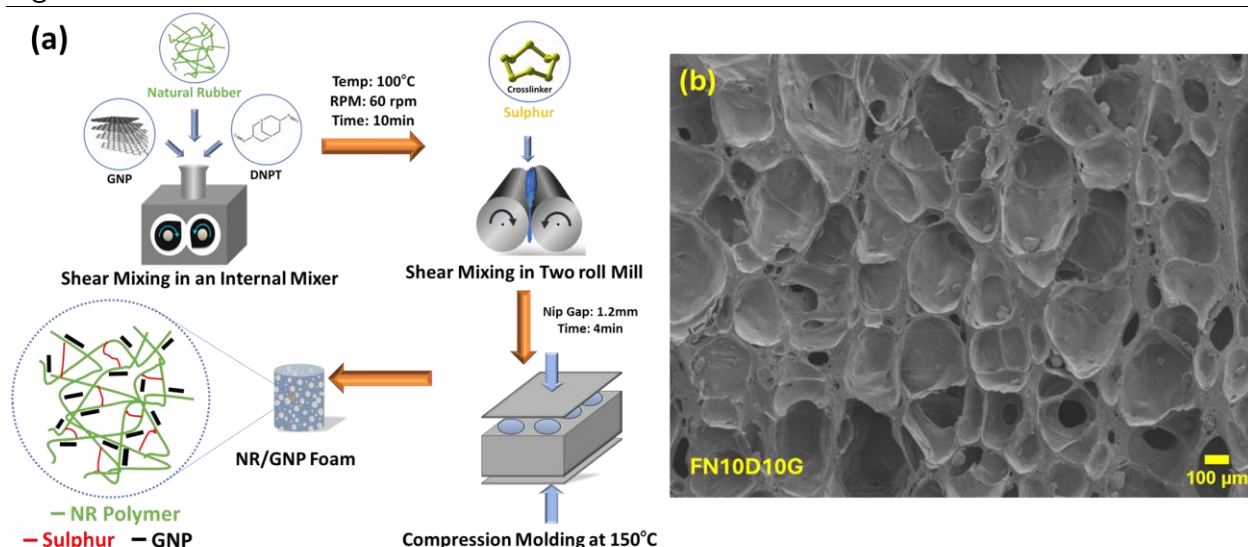 (a)
Natural Rubber
GNP
DNPT
Shear Mixing in an Internal Mixer
Temp: 100°C
RPM: 60 rpm
Time: 10min
Crosslinker
Sulphur
Shear Mixing in Two roll Mill
Nip Gap: 1.2mm
Time: 4min
Compression Molding at 150°C
NR/GNP Foam
NR Polymer
Sulphur GNP
(b)
FN10D10G
100 µm